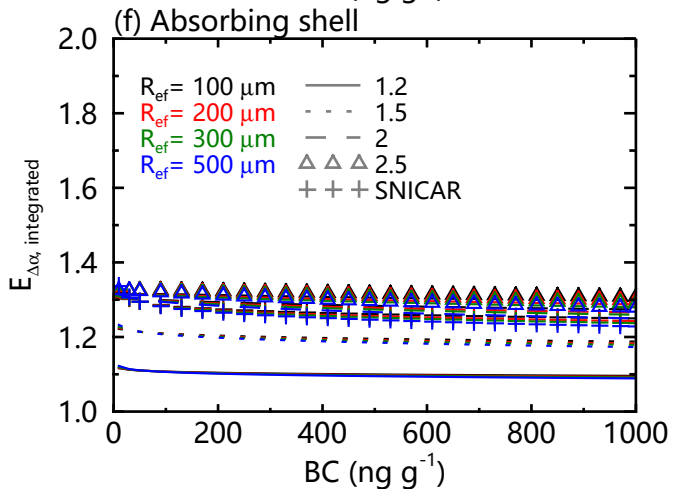 (f) Absorbing shell
2.0
1.8
1.6
1.4
1.2
1.0
E Δα, integrated
R_ef= 100 μm
R_ef= 200 μm
R_ef= 300 μm
R_ef= 500 μm
1.2
1.5
2
2.5
SNICAR
0 200 400 600 800 1000
BC (ng g⁻¹)